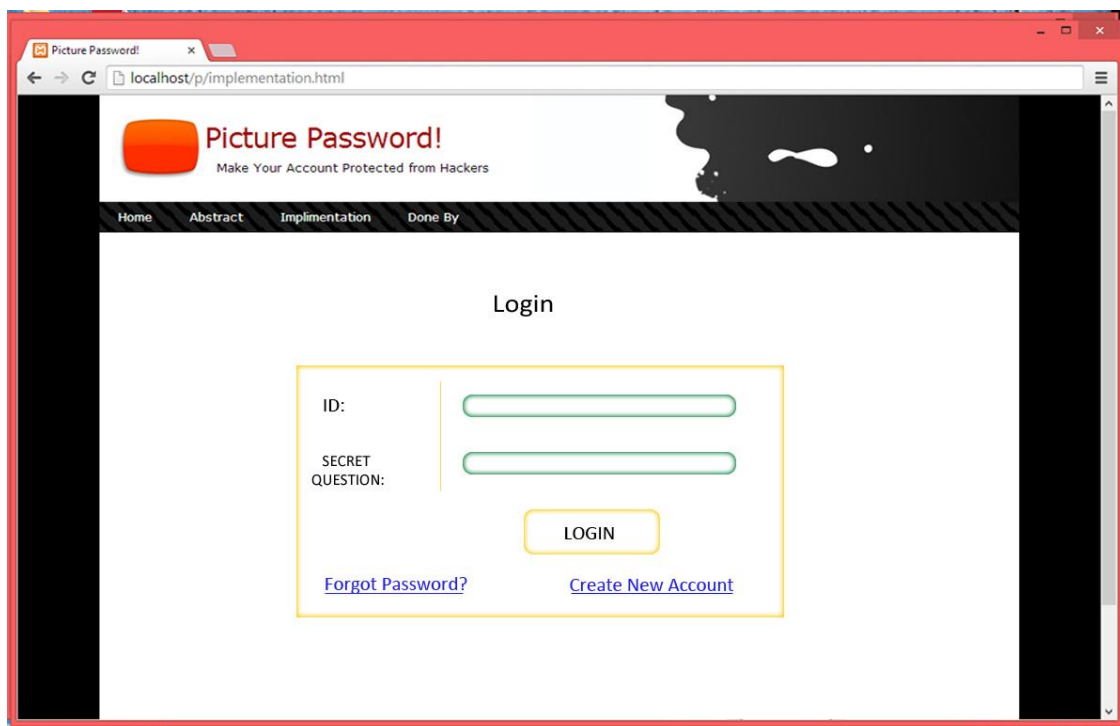 Picture Password!
localhost/p/implementation.html
Picture Password!
Make Your Account Protected from Hackers
Home Abstract Implimentation Done By
Login
ID:
SECRET
QUESTION:
LOGIN
Forgot Password? Create New Account